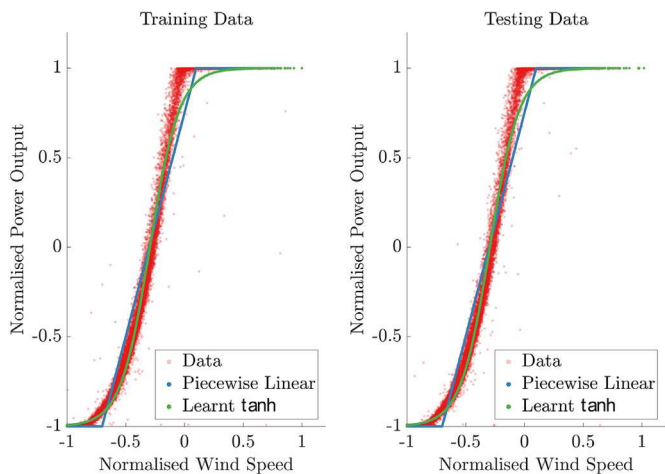 Training Data
Normalised Power Output
1
0.5
0
-0.5
-1
-1
-0.5
0
0.5
1
Normalised Wind Speed
Data
Piecewise Linear
Learnt tanh
Testing Data
Normalised Power Output
1
0.5
0
-0.5
-1
-1
-0.5
0
0.5
1
Normalised Wind Speed
Data
Piecewise Linear
Learnt tanh